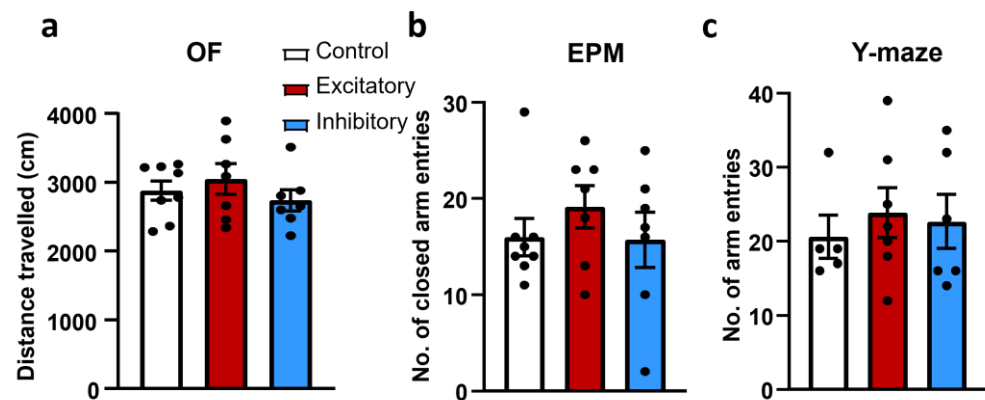 a
OF
Control
Excitatory
Inhibitory
Distance travelled (cm)
4000
3000
2000
1000
0
b
EPM
No. of closed arm entries
30
20
10
0
c
Y-maze
No. of arm entries
40
30
20
10
0